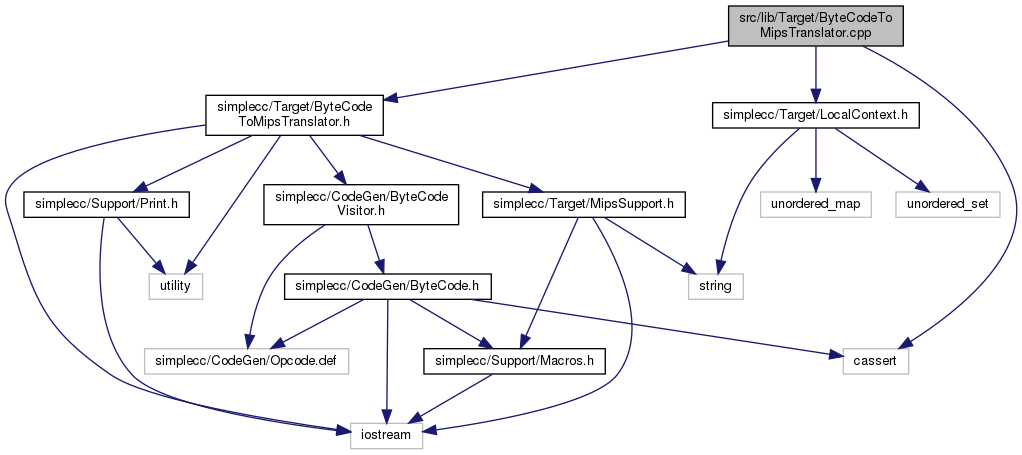 src/lib/Target/ByteCodeTo
MipsTranslator.cpp
simplecc/Target/ByteCode
ToMipsTranslator.h
simplecc/Target/LocalContext.h
simplecc/Support/Print.h
simplecc/CodeGen/ByteCode
Visitor.h
simplecc/Target/MipsSupport.h
unordered_map
unordered_set
utility
simplecc/CodeGen/ByteCode.h
string
simplecc/CodeGen/Opcode.def
simplecc/Support/Macros.h
cassert
iostream